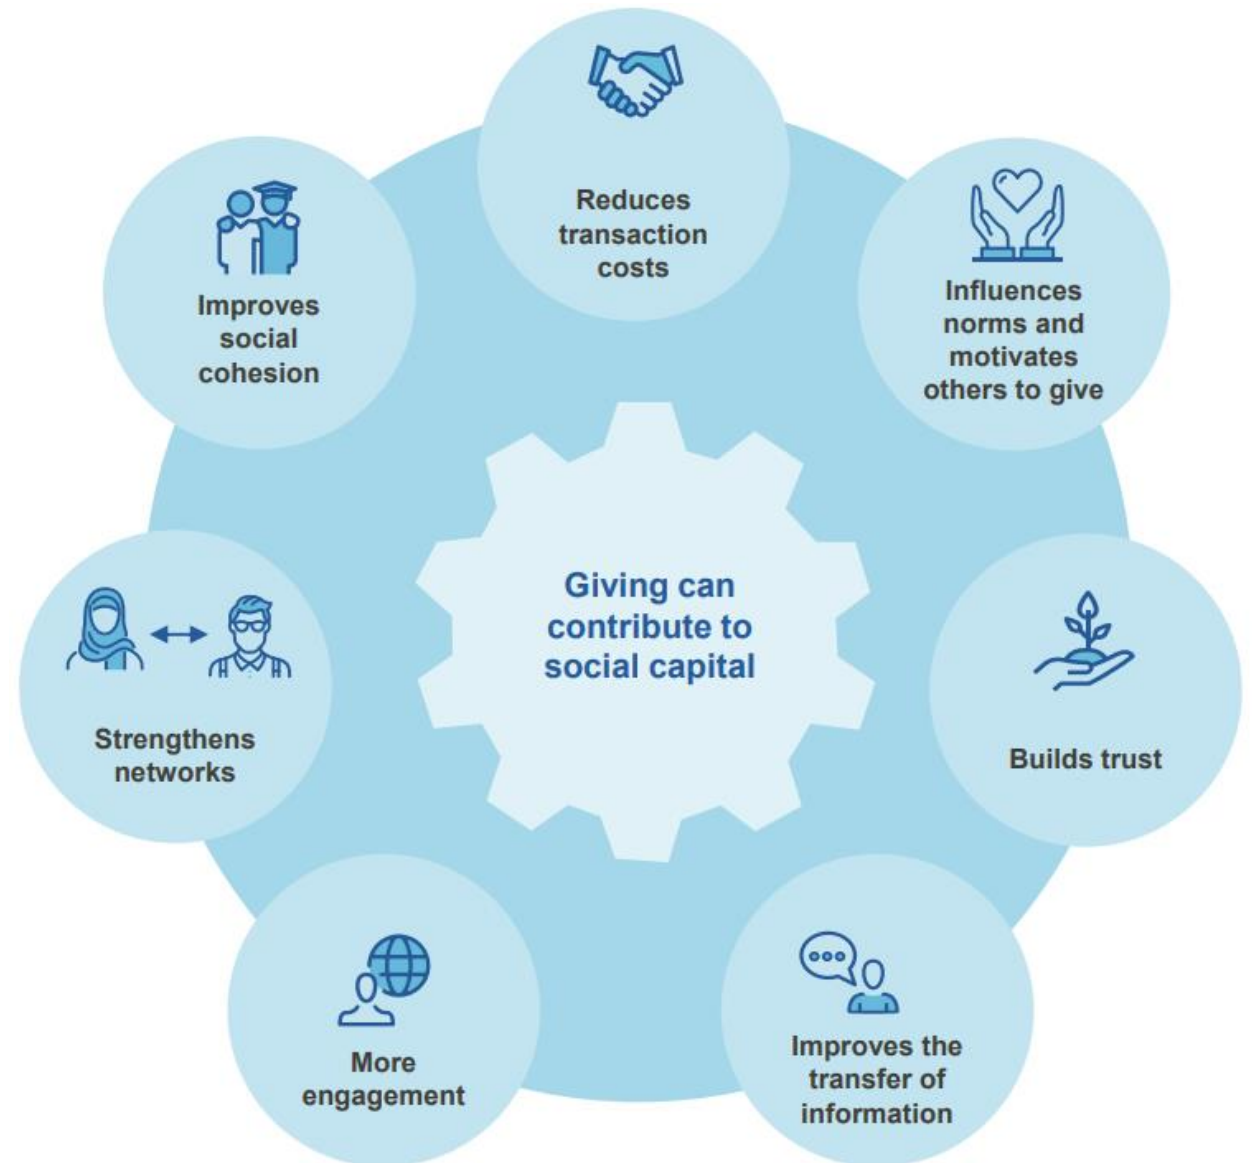 Reduces
transaction
costs
Influences
norms and
motivates
others to give
Builds trust
Improves the
transfer of
information
More
engagement
Strengthens
networks
Improves
social
cohesion
Giving can
contribute to
social capital